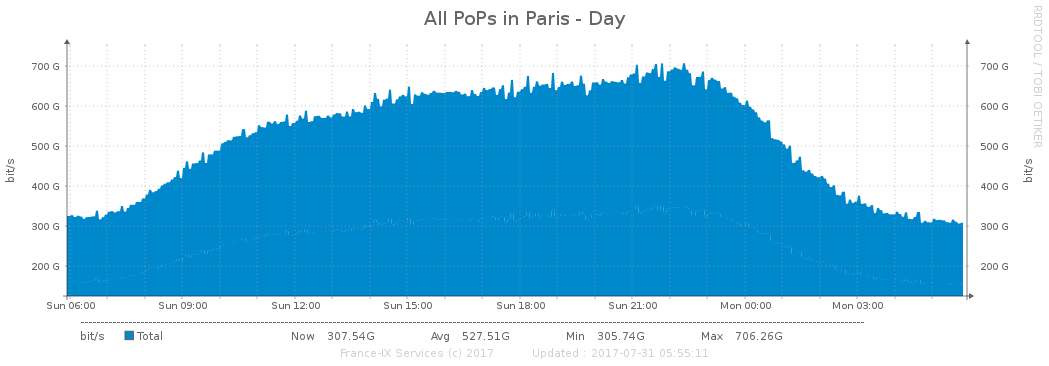 All PoPs in Paris - Day
RRDTOOL / TOBI OETIKER
bit/s
700 G
600 G
500 G
400 G
300 G
200 G
700 G
600 G
500 G
400 G
300 G
200 G
bit/s
Sun 06:00 Sun 09:00 Sun 12:00 Sun 15:00 Sun 18:00 Sun 21:00 Mon 00:00 Mon 03:00
bit/s Total Now 307.54G Avg 527.51G Min 305.74G Max 706.26G
France-IX Services (c) 2017 Updated : 2017-07-31 05:55:11